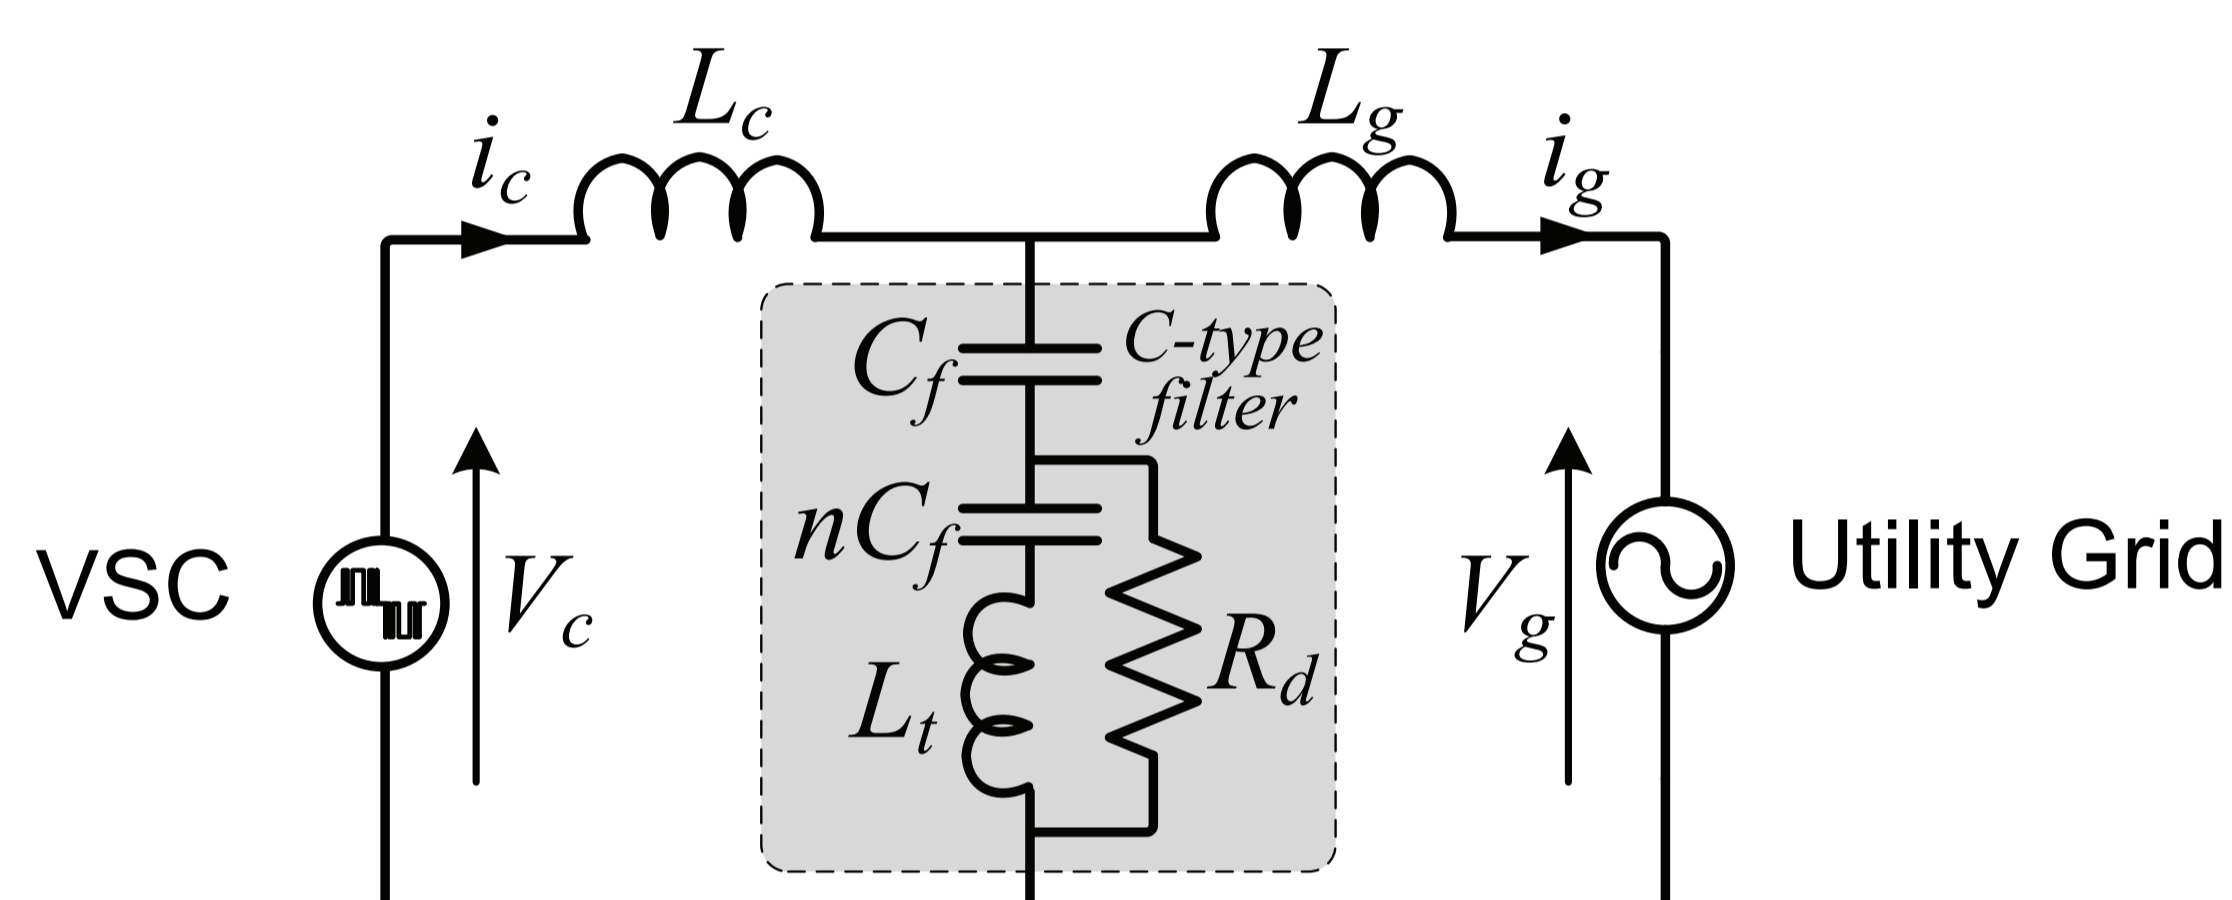 L_c
L_g
i_c
i_g
C_f
C-type
filter
nC_f
VSC
V_c
V_g
Utility Grid
L_t
R_d